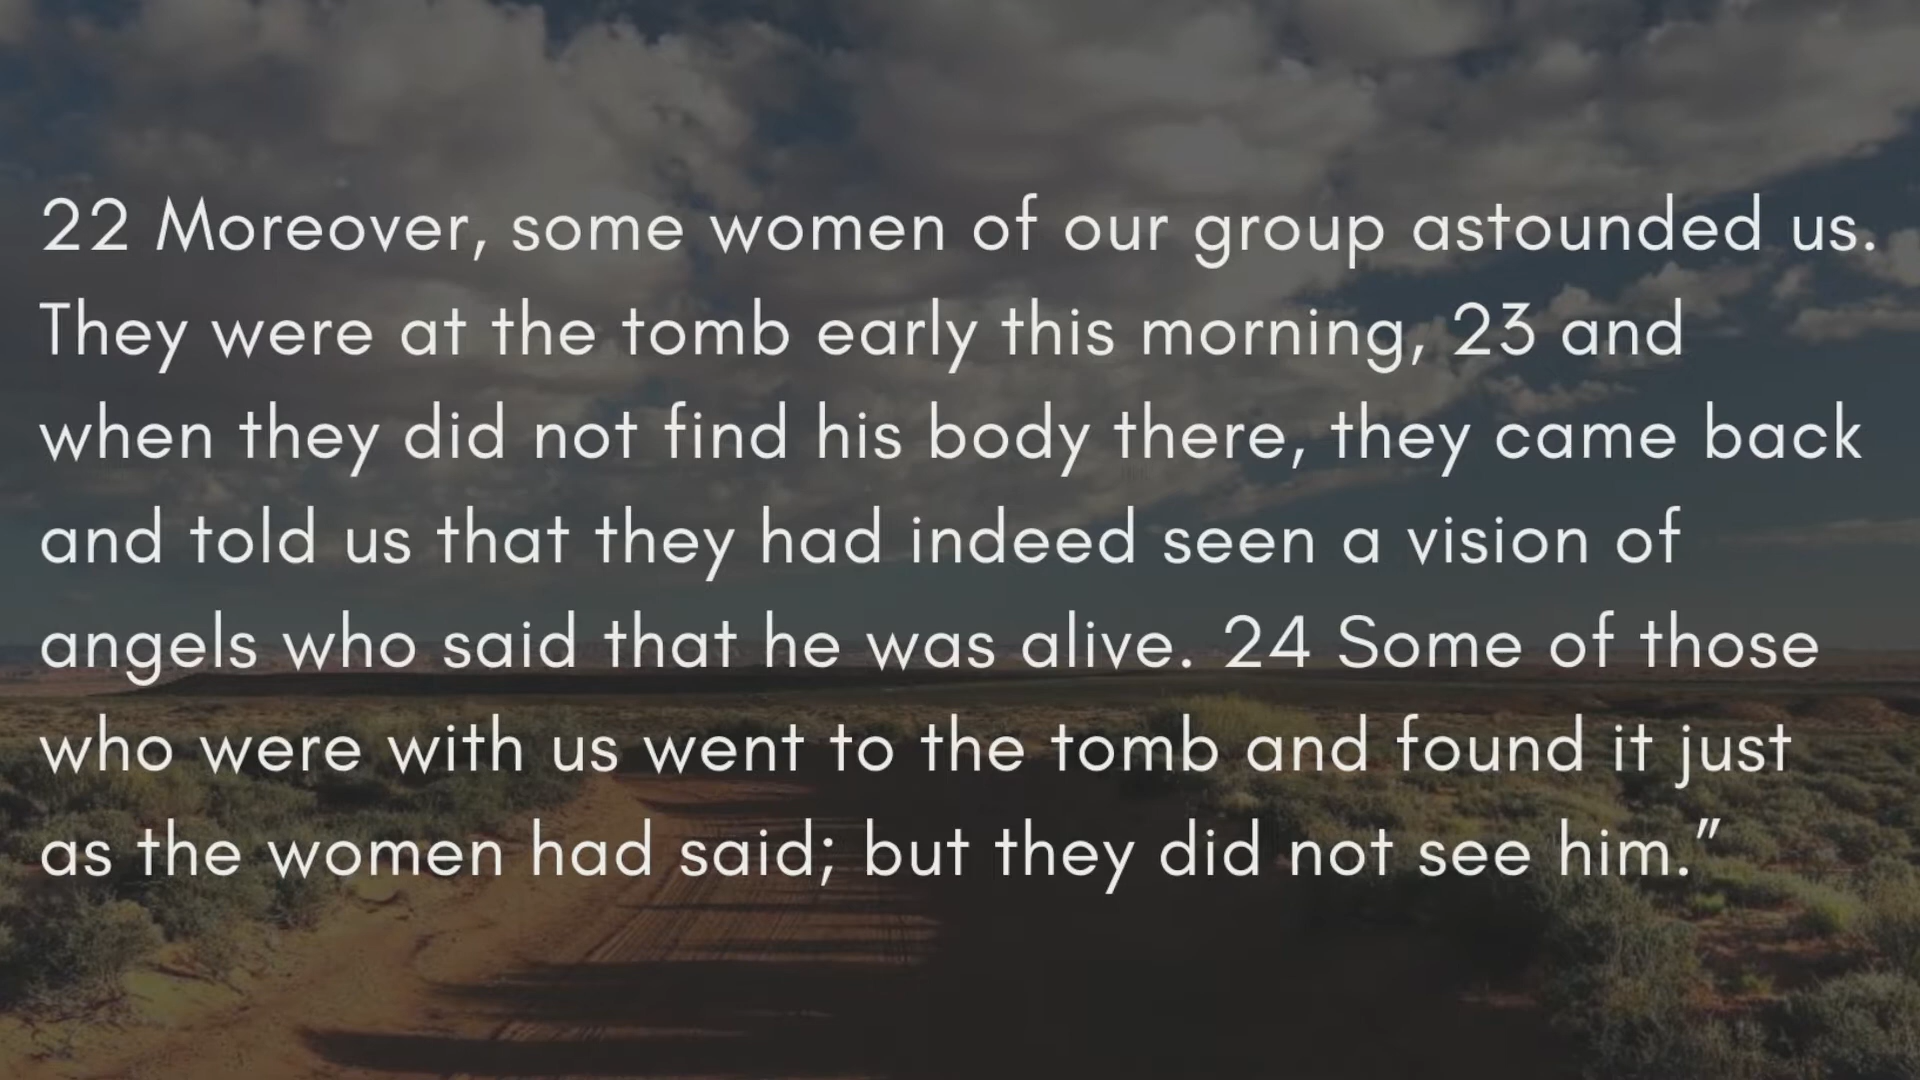 22 Moreover, some women of our group astounded us.
They were at the tomb early this morning, 23 and
when they did not find his body there, they came back
and told us that they had indeed seen a vision of
angels who said that he was alive. 24 Some of those
who were with us went to the tomb and found it just
as the women had said; but they did not see him.”